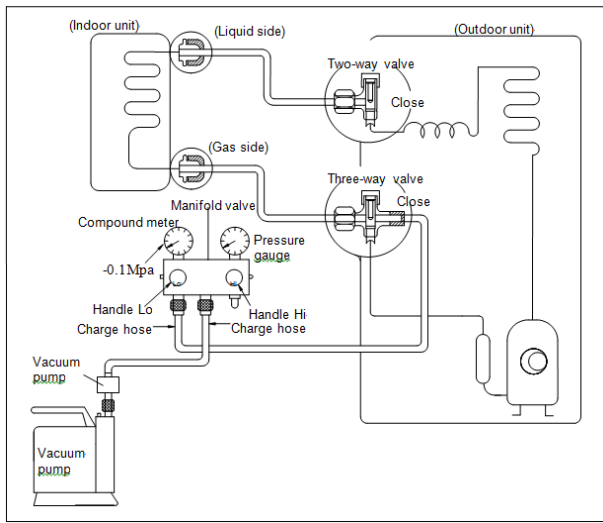 (Indoor unit)
(Liquid side)
(Outdoor unit)
Two-way valve
Close
(Gas side)
Three-way valve
Close
Manifold valve
Compound meter
Pressure
gauge
-0.1Mpa
Handle Lo
Handle Hi
Charge hose
Charge hose
Vacuum
pump
Vacuum
pump